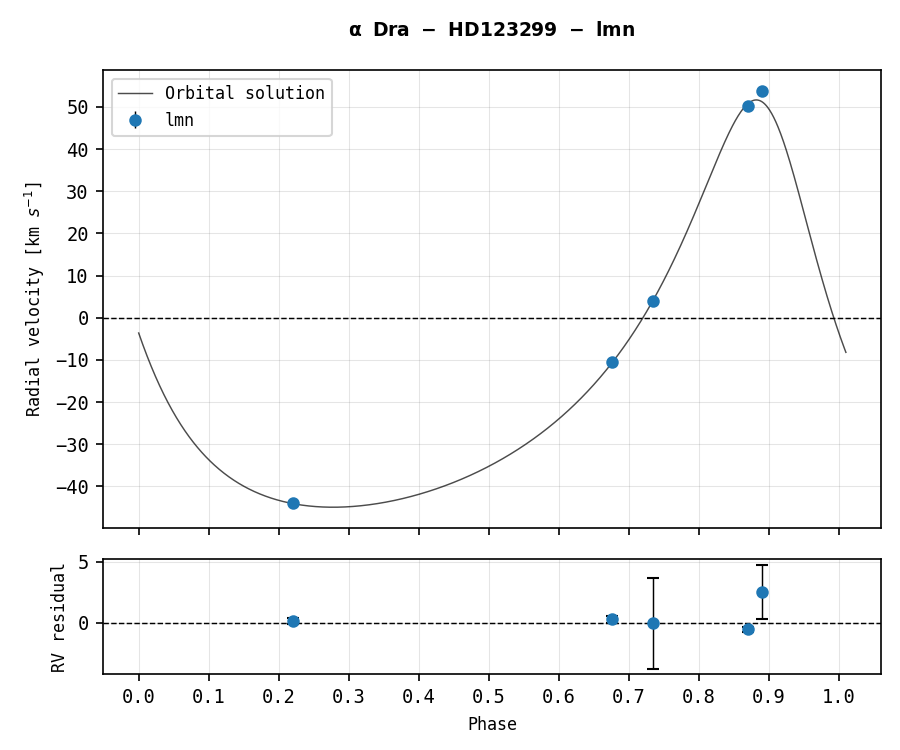 α Dra − HD123299 − lmn
Orbital solution
lmn
Radial velocity [km s⁻¹]
50
40
30
20
10
0
−10
−20
−30
−40
RV residual
5
0
0.0 0.1 0.2 0.3 0.4 0.5 0.6 0.7 0.8 0.9 1.0
Phase